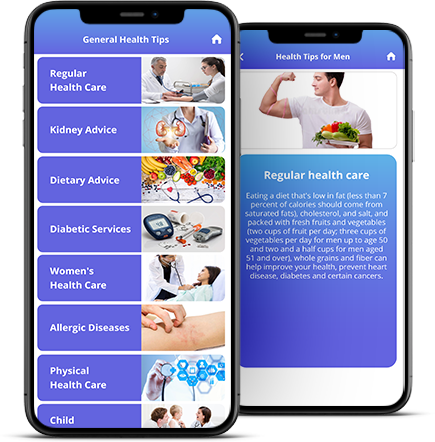 General Health Tips
Regular
Health Care
Kidney Advice
Dietary Advice
Diabetic Services
Women's
Health Care
Allergic Diseases
Physical
Health Care
Child
Health Tips for Men
Regular health care
Eating a diet that's low in fat (less than 7
percent of calories should come from
saturated fats), cholesterol, and salt, and
packed with fresh fruits and vegetables
(two cups of fruit per day; three cups of
vegetables per day for men up to age 50
and two and a half cups for men aged
51 and over), whole grains and fiber can
help improve your health, prevent heart
disease, diabetes and certain cancers.